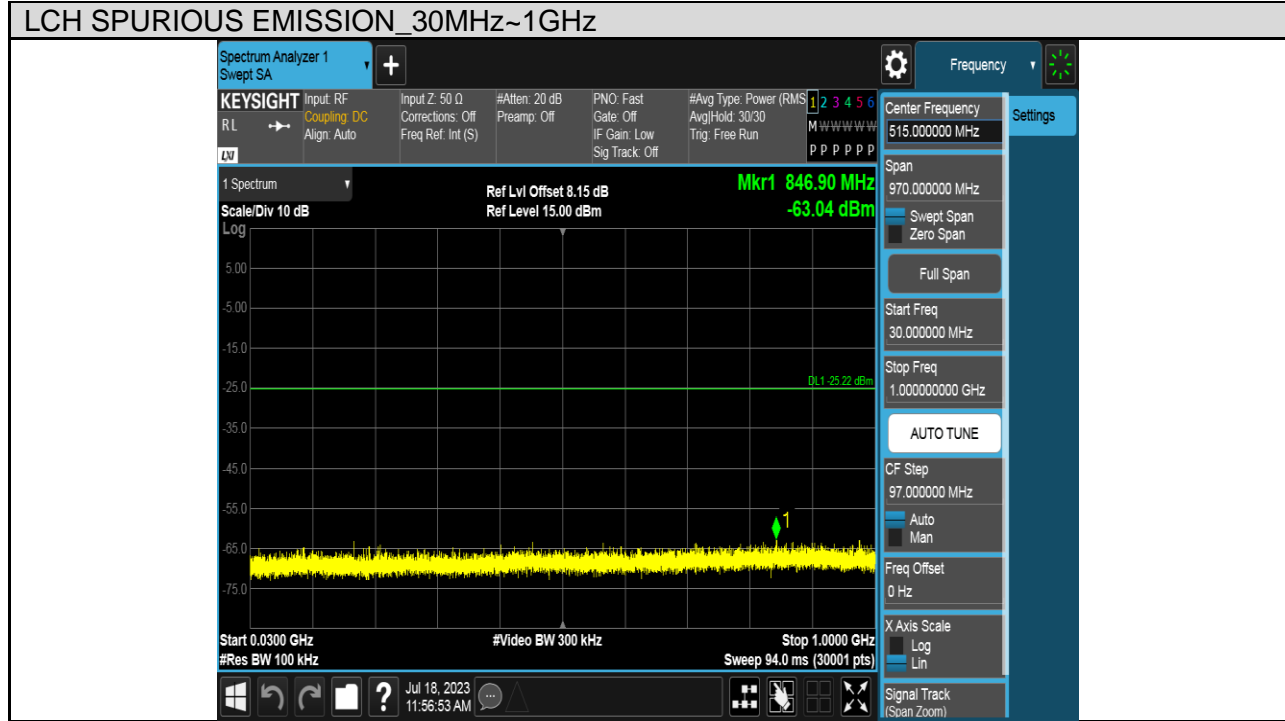 LCH SPURIOUS EMISSION_30MHz~1GHz
Spectrum Analyzer 1
Swept SA
Frequency
KEYSIGHT
R L
LXI
Input: RF
Coupling: DC
Align: Auto
Input Z: 50 Ω
Corrections: Off
Freq Ref: Int (S)
#Atten: 20 dB
Preamp: Off
PNO: Fast
Gate: Off
IF Gain: Low
Sig Track: Off
#Avg Type: Power (RMS
Avg|Hold: 30/30
Trig: Free Run
1 2 3 4 5 6
M W W W W W
P P P P P P
1 Spectrum
Scale/Div 10 dB
Ref Lvl Offset 8.15 dB
Ref Level 15.00 dBm
Mkr1 846.90 MHz
-63.04 dBm
Log
5.00
-5.00
-15.0
-25.0
DL1 -25.22 dBm
-35.0
-45.0
-55.0
1
-65.0
-75.0
Start 0.0300 GHz
#Video BW 300 kHz
Stop 1.0000 GHz
#Res BW 100 kHz
Sweep 94.0 ms (30001 pts)
?
Jul 18, 2023
11:56:53 AM
Center Frequency
515.000000 MHz
Settings
Span
970.000000 MHz
Swept Span
Zero Span
Full Span
Start Freq
30.000000 MHz
Stop Freq
1.000000000 GHz
AUTO TUNE
CF Step
97.000000 MHz
Auto
Man
Freq Offset
0 Hz
X Axis Scale
Log
Lin
Signal Track
(Span Zoom)